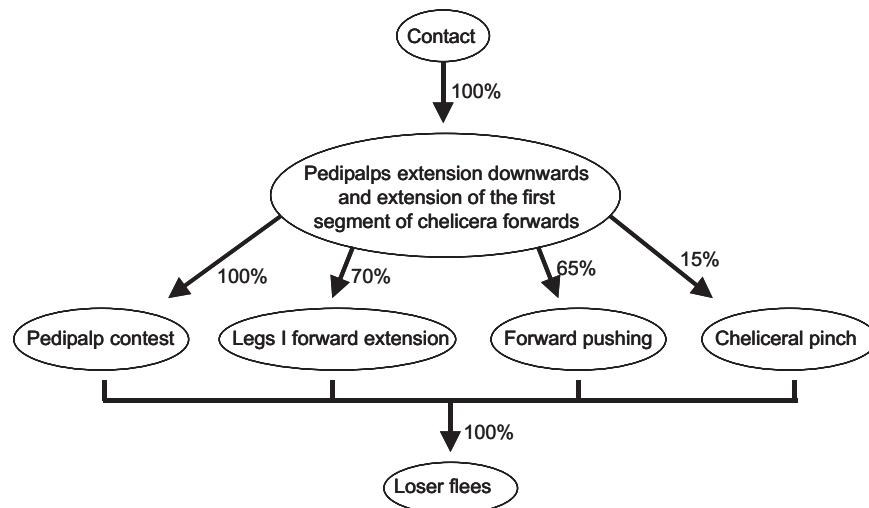 Contact
100%
Pedipalps extension downwards
and extension of the first
segment of chelicera forwards
100%
70%
65%
15%
Pedipalp contest
Legs I forward extension
Forward pushing
Cheliceral pinch
100%
Loser flees